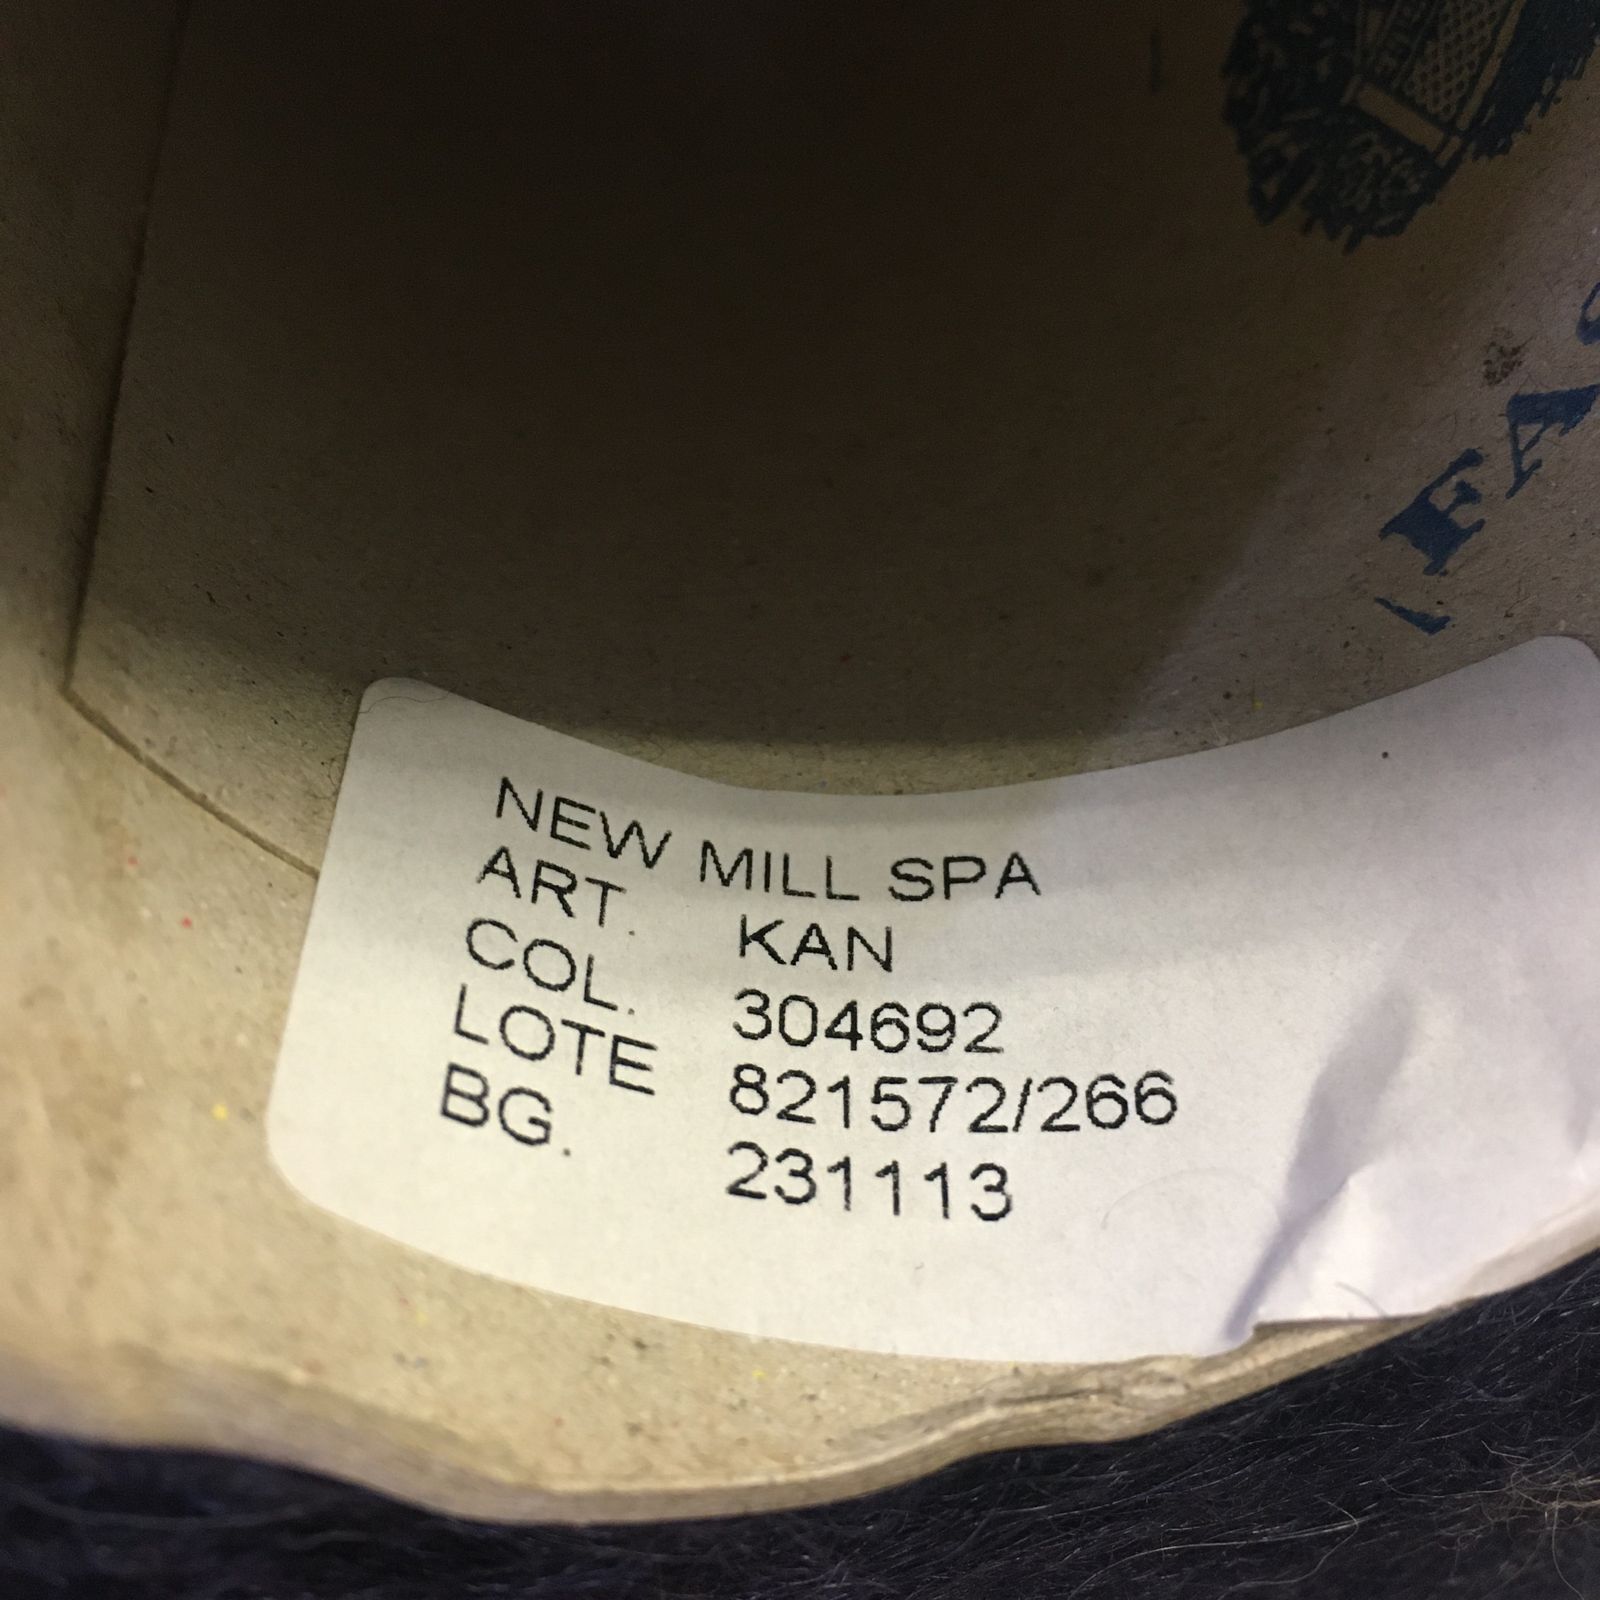 NEW MILL SPA
ART. KAN
COL. 304692
LOTE 821572/266
BG. 231113